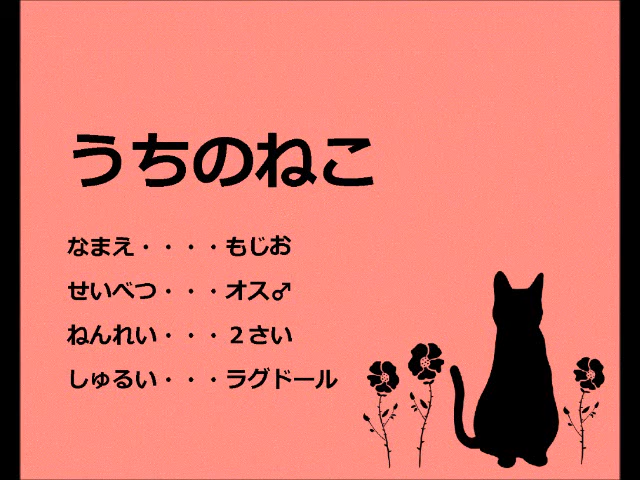 うちのねこ
なまえ・・・・もじお
せいべつ・・・オス♂
ねんれい・・・２さい
しゅるい・・・ラグドール